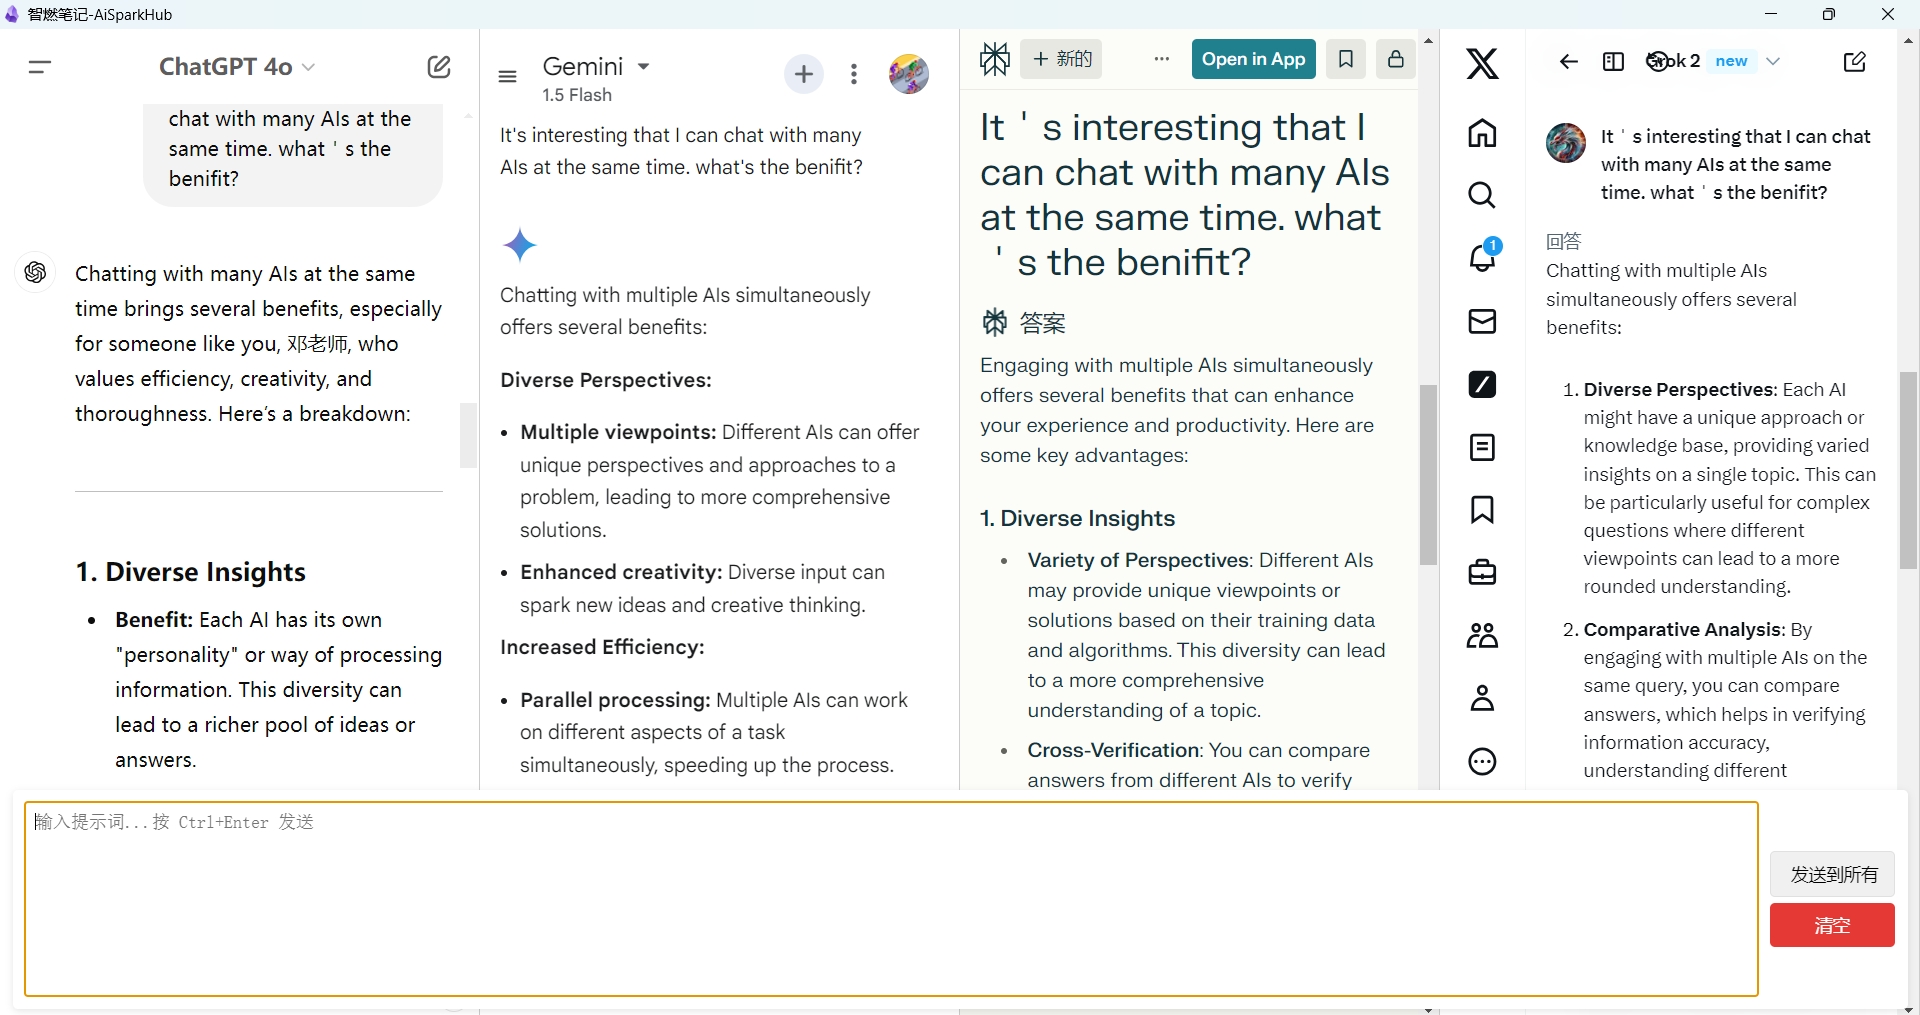 智燃笔记-AiSparkHub
ChatGPT 4o
chat with many AIs at the
same time. what ' s the
benifit?
Chatting with many AIs at the same
time brings several benefits, especially
for someone like you, 邓老师, who
values efficiency, creativity, and
thoroughness. Here's a breakdown:
1. Diverse Insights
• Benefit: Each AI has its own
"personality" or way of processing
information. This diversity can
lead to a richer pool of ideas or
answers.
Gemini
1.5 Flash
It's interesting that I can chat with many
AIs at the same time. what's the benifit?
Chatting with multiple AIs simultaneously
offers several benefits:
Diverse Perspectives:
• Multiple viewpoints: Different AIs can offer
unique perspectives and approaches to a
problem, leading to more comprehensive
solutions.
• Enhanced creativity: Diverse input can
spark new ideas and creative thinking.
Increased Efficiency:
• Parallel processing: Multiple AIs can work
on different aspects of a task
simultaneously, speeding up the process.
+ 新的
Open in App
It ' s interesting that I
can chat with many AIs
at the same time. what
' s the benifit?
答案
Engaging with multiple AIs simultaneously
offers several benefits that can enhance
your experience and productivity. Here are
some key advantages:
1. Diverse Insights
• Variety of Perspectives: Different AIs
may provide unique viewpoints or
solutions based on their training data
and algorithms. This diversity can lead
to a more comprehensive
understanding of a topic.
• Cross-Verification: You can compare
answers from different AIs to verify
1
Grok 2 new
It ' s interesting that I can chat
with many AIs at the same
time. what ' s the benifit?
回答
Chatting with multiple AIs
simultaneously offers several
benefits:
1. Diverse Perspectives: Each AI
might have a unique approach or
knowledge base, providing varied
insights on a single topic. This can
be particularly useful for complex
questions where different
viewpoints can lead to a more
rounded understanding.
2. Comparative Analysis: By
engaging with multiple AIs on the
same query, you can compare
answers, which helps in verifying
information accuracy,
understanding different
输入提示词...按 Ctrl+Enter 发送
发送到所有
清空